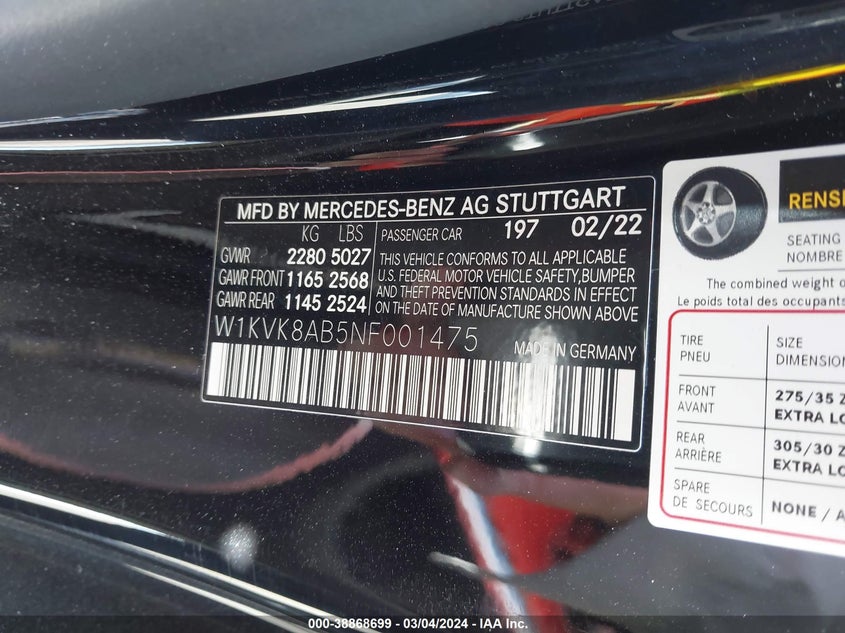 MFD BY MERCEDES-BENZ AG STUTTGART
KG LBS
GVWR 2280 5027
GAWR FRONT 1165 2568
GAWR REAR 1145 2524
PASSENGER CAR 197 02/22
THIS VEHICLE CONFORMS TO ALL APPLICABLE
U.S. FEDERAL MOTOR VEHICLE SAFETY,BUMPER
AND THEFT PREVENTION STANDARDS IN EFFECT
ON THE DATE OF MANUFACTURE SHOWN ABOVE.
W1KVK8AB5NF001475
MADE IN GERMANY
SEATING
NOMBRE
The combined weight of
Le poids total des occupants
TIRE
PNEU
SIZE
DIMENSION
FRONT
AVANT
275/35 Z
EXTRA LO
REAR
ARRIÈRE
305/30 Z
EXTRA LO
SPARE
DE SECOURS
NONE / A
000-38868699 - 03/04/2024 - IAA Inc.